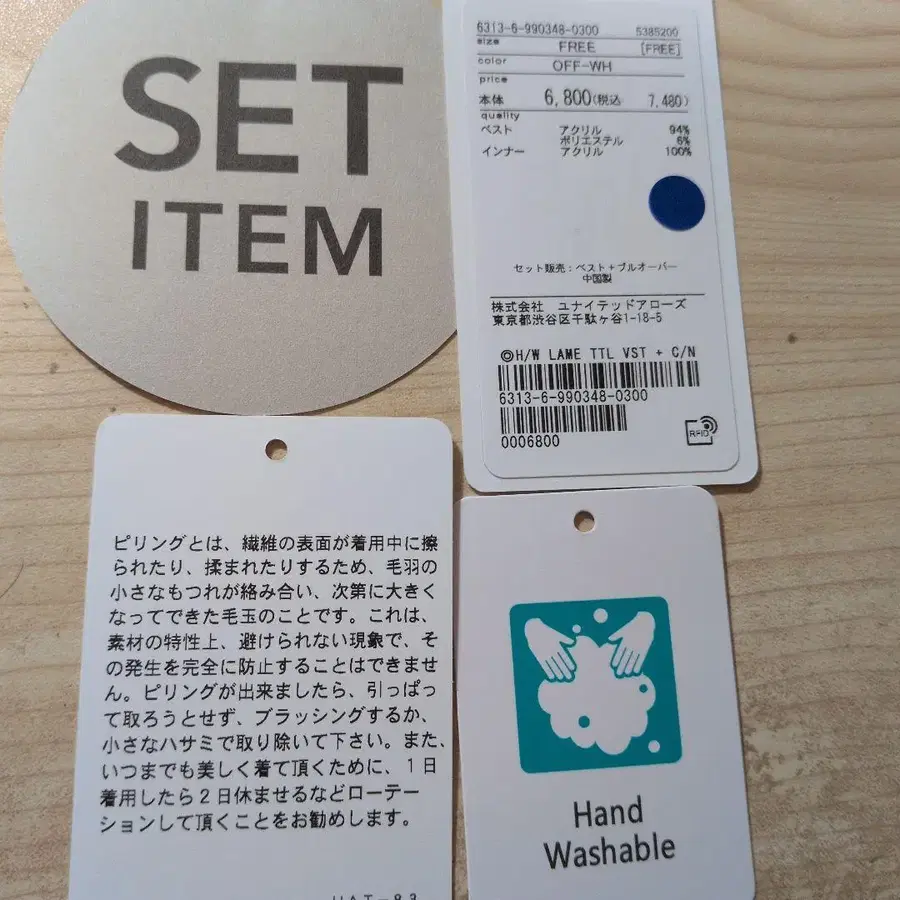 SET
ITEM
6313-6-990348-0300 5385200
size FREE [FREE]
color OFF-WH
price
本体 6,800(税込 7,480)
quality
ベスト アクリル 94%
ポリエステル 6%
インナー アクリル 100%
セット販売:ベスト+プルオーバー
中国製
株式会社 ユナイテッドアローズ
東京都渋谷区千駄ヶ谷1-18-5
©H/W LAME TTL VST + C/N
6313-6-990348-0300
0006800
RFID
ピリングとは、繊維の表面が着用中に擦
られたり、揉まれたりするため、毛羽の
小さなもつれが絡み合い、次第に大きく
なってできた毛玉のことです。これは、
素材の特性上、避けられない現象で、そ
の発生を完全に防止することはできませ
ん。ピリングが出来ましたら、引っぱっ
て取ろうとせず、ブラッシングするか、
小さなハサミで取り除いて下さい。また、
いつまでも美しく着て頂くために、1日
着用したら2日休ませるなどローテー
ションして頂くことをお勧めします。
Hand
Washable